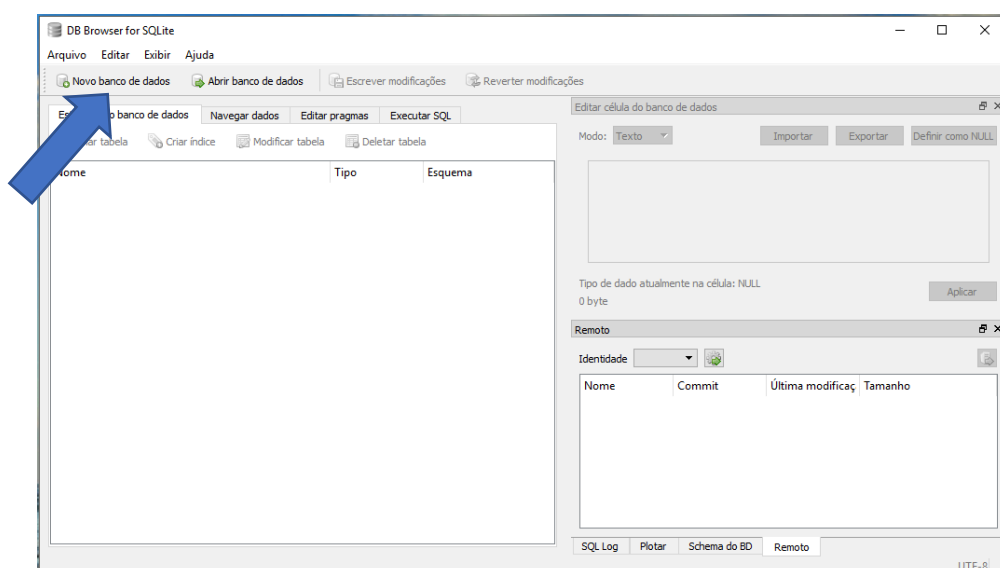 DB Browser for SQLite
Arquivo Editar Exibir Ajuda
Novo banco de dados Abrir banco de dados Escrever modificações Reverter modificações
banco de dados Navegar dados Editar pragmas Executar SQL
tabela Criar índice Modificar tabela Deletar tabela
Nome Tipo Esquema
Editar célula do banco de dados
Modo: Texto Importar Exportar Definir como NULL
Tipo de dado atualmente na célula: NULL
0 byte
Aplicar
Remoto
Identidade
Nome Commit Última modificaç Tamanho
SQL Log Plotar Schema do BD Remoto
UTF-8